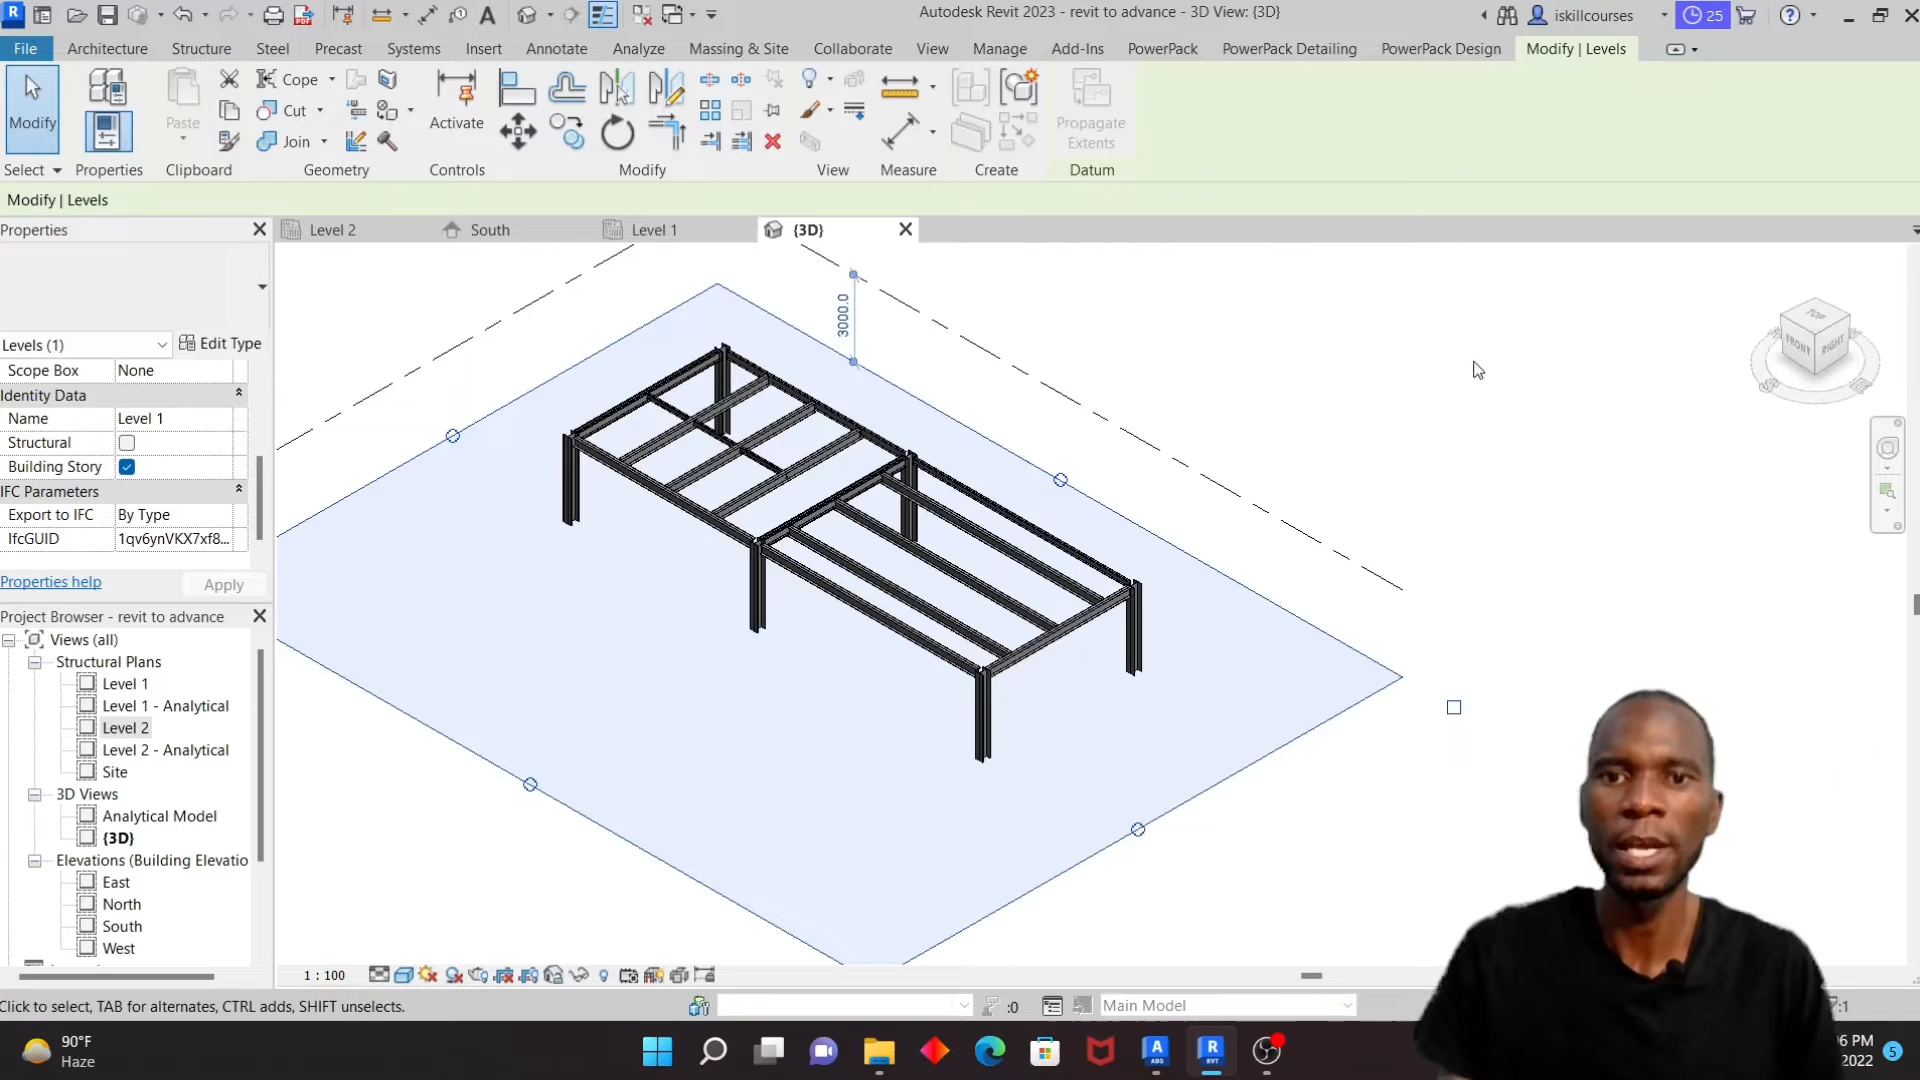 Autodesk Revit 2023 - revit to advance - 3D View: {3D}
iskillcourses
25
File Architecture Structure Steel Precast Systems Insert Annotate Analyze Massing & Site Collaborate View Manage Add-Ins PowerPack PowerPack Detailing PowerPack Design Modify | Levels
Modify
Paste
Cope
Cut
Join
Activate
Propagate
Extents
Select Properties Clipboard Geometry Controls Modify View Measure Create Datum
Modify | Levels
Properties
Level 2
South
Level 1
{3D}
Levels (1)
Edit Type
Scope Box None
Identity Data
Name Level 1
Structural
Building Story
IFC Parameters
Export to IFC By Type
IfcGUID 1qv6ynVKX7xf8...
Properties help
Apply
Project Browser - revit to advance
Views (all)
Structural Plans
Level 1
Level 1 - Analytical
Level 2
Level 2 - Analytical
Site
3D Views
Analytical Model
{3D}
Elevations (Building Elevatio
East
North
South
West
3000.0
TOP
FRONT
RIGHT
1 : 100
Click to select, TAB for alternates, CTRL adds, SHIFT unselects.
:0
Main Model
:1
90°F
Haze
6 PM
2022
5